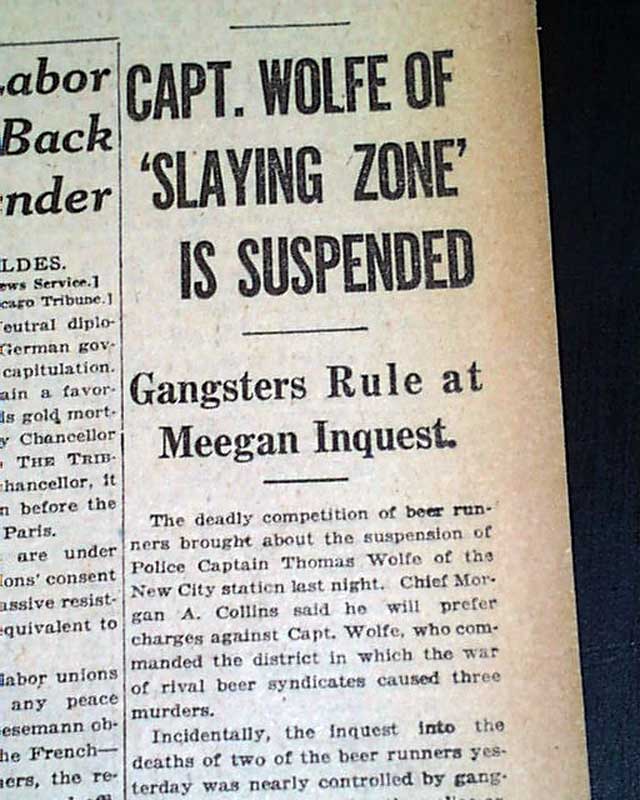 Labor
Back
LDES.
ews Service.]
cago Tribune.]
eutral diplo-
German gov-
capitulation.
ain a favor-
ls gold mort-
y Chancellor
THE TRIB-
hancellor, it
n before the
Paris.
are under
ions' consent
assive resist-
equivalent to
labor unions
any peace
esemann ob-
he French—
ners, the re-
CAPT. WOLFE OF
'SLAYING ZONE'
IS SUSPENDED
Gangsters Rule at
Meegan Inquest.
The deadly competition of beer run-
ners brought about the suspension of
Police Captain Thomas Wolfe of the
New City station last night. Chief Mor-
gan A. Collins said he will prefer
charges against Capt. Wolfe, who com-
manded the district in which the war
of rival beer syndicates caused three
murders.
Incidentally, the inquest into the
deaths of two of the beer runners yes-
terday was nearly controlled by gang-